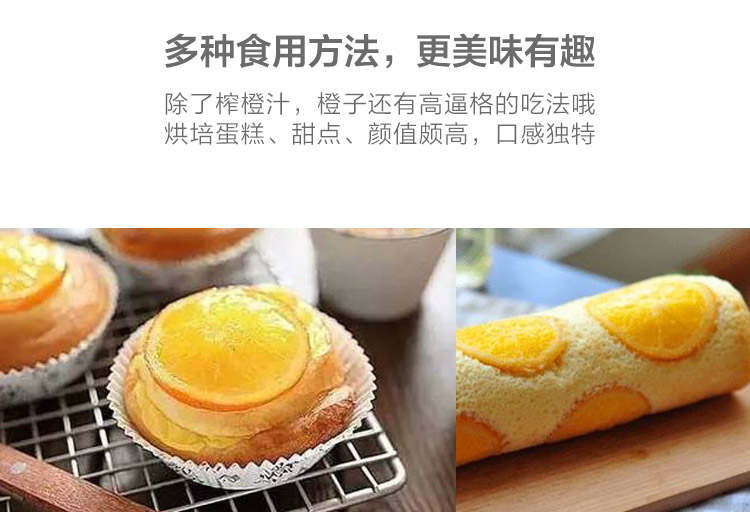 多种食用方法，更美味有趣
除了榨橙汁，橙子还有高逼格的吃法哦
烘培蛋糕、甜点、颜值颇高，口感独特